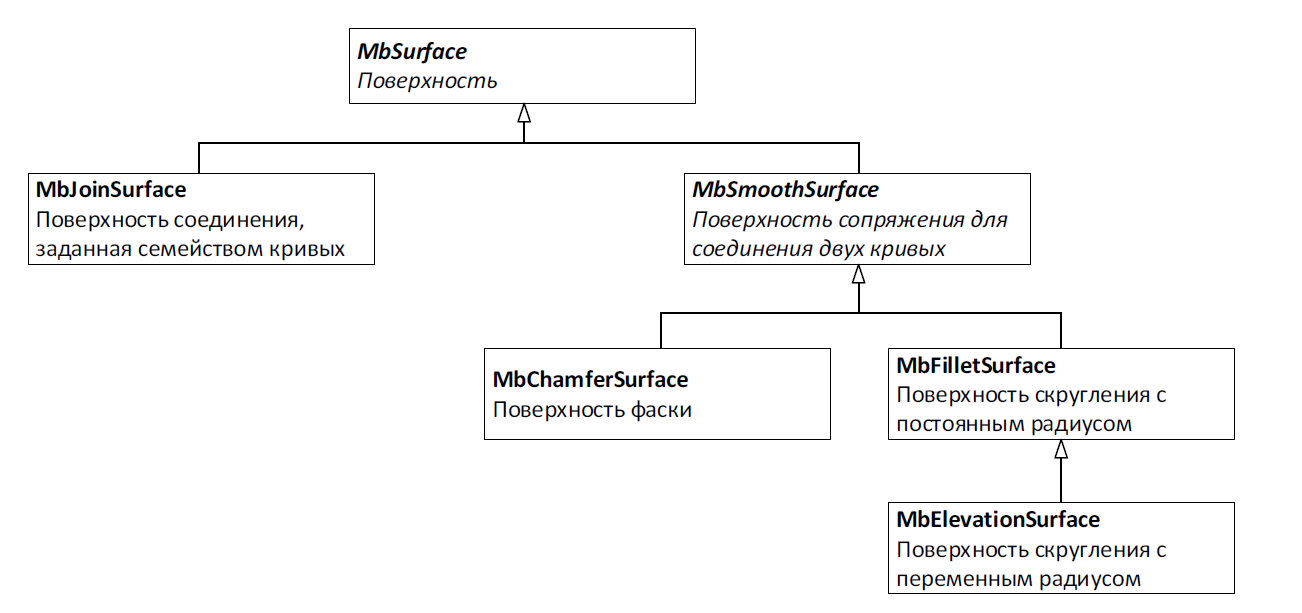 MbSurface
Поверхность
MbJoinSurface
Поверхность соединения,
заданная семейством кривых
MbSmoothSurface
Поверхность сопряжения для
соединения двух кривых
MbChamferSurface
Поверхность фаски
MbFilletSurface
Поверхность скругления с
постоянным радиусом
MbElevationSurface
Поверхность скругления с
переменным радиусом